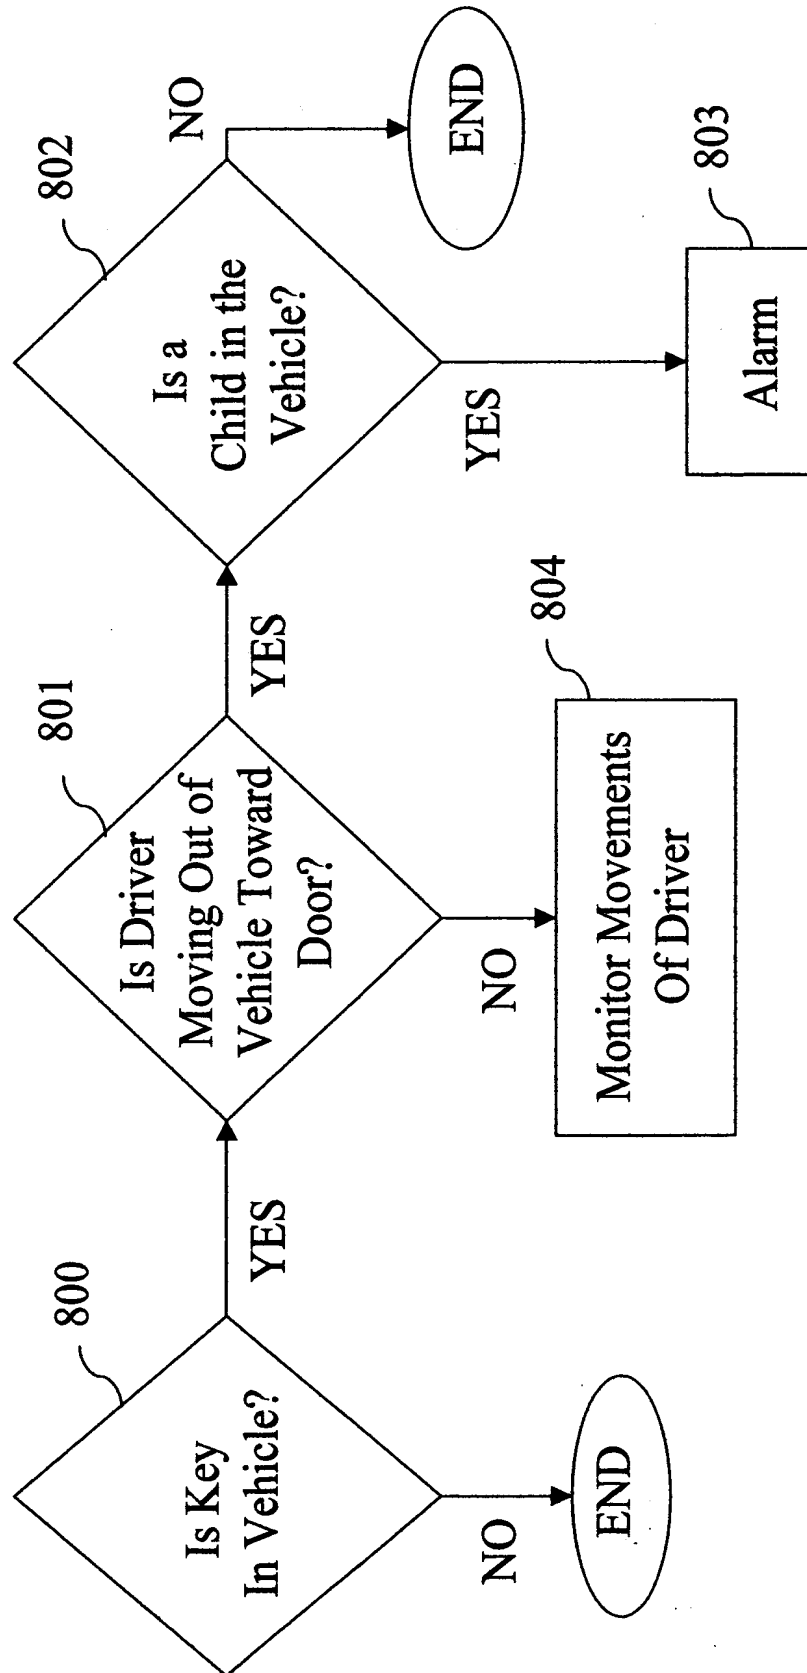 800
Is Key
In Vehicle?
YES
NO
END
801
Is Driver
Moving Out of
Vehicle Toward
Door?
YES
NO
804
Monitor Movements
Of Driver
802
Is a
Child in the
Vehicle?
NO
END
YES
803
Alarm